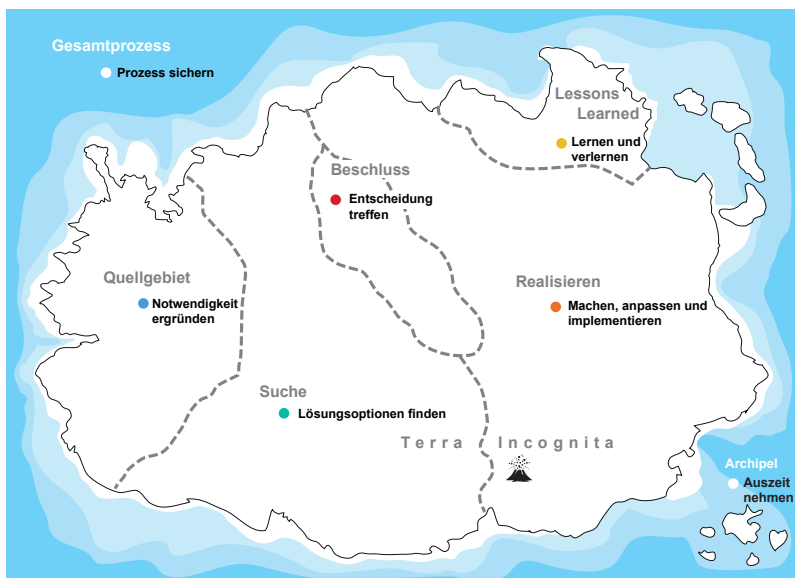 Gesamtprozess
Prozess sichern
Lessons
Learned
Lernen und
verlernen
Beschluss
Entscheidung
treffen
Quellgebiet
Notwendigkeit
ergründen
Realisieren
Machen, anpassen und
implementieren
Suche
Lösungsoptionen finden
Terra Incognita
Archipel
Auszeit
nehmen